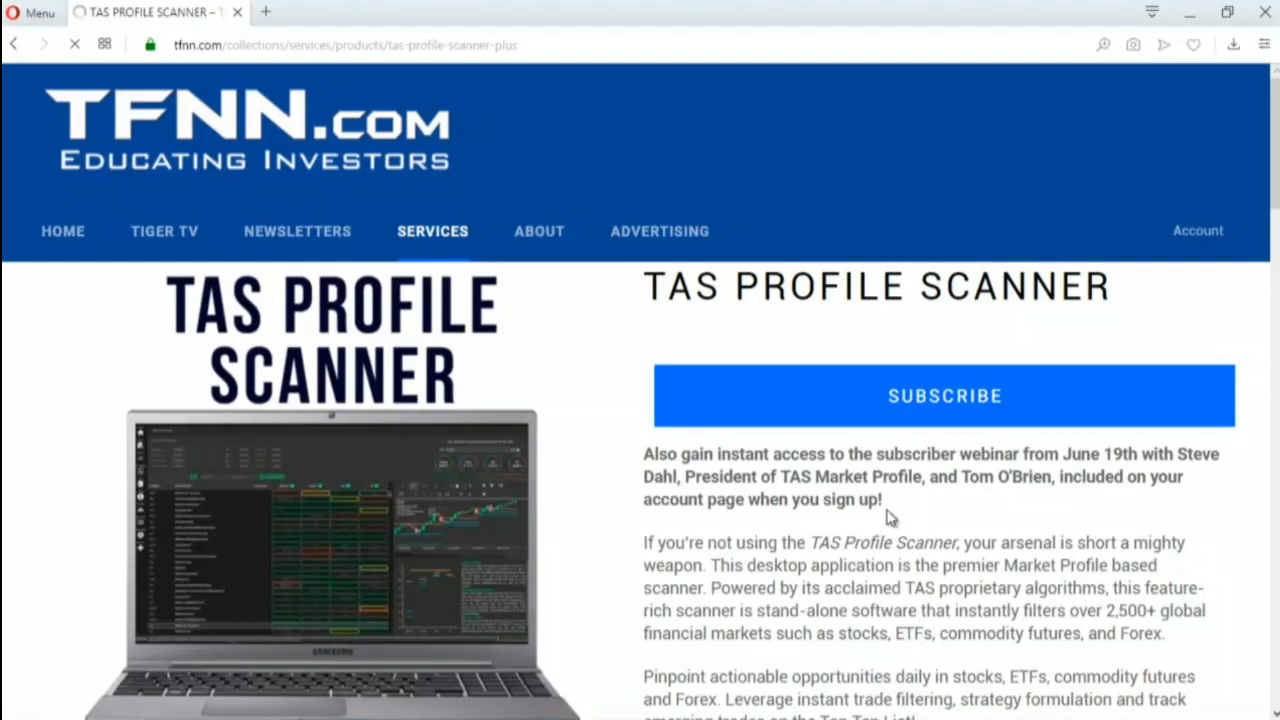 Menu
TAS PROFILE SCANNER – T
tfnn.com/collections/services/products/tas-profile-scanner-plus
TFNN.COM
EDUCATING INVESTORS
HOME TIGER TV NEWSLETTERS SERVICES ABOUT ADVERTISING Account
TAS PROFILE
SCANNER
SAMSUNG
TAS PROFILE SCANNER
SUBSCRIBE
Also gain instant access to the subscriber webinar from June 19th with Steve
Dahl, President of TAS Market Profile, and Tom O'Brien, included on your
account page when you sign up!
If you're not using the TAS Profile Scanner, your arsenal is short a mighty
weapon. This desktop application is the premier Market Profile based
scanner. Powered by its acclaimed TAS proprietary algorithms, this feature-
rich scanner is stand-alone software that instantly filters over 2,500+ global
financial markets such as stocks, ETFs, commodity futures, and Forex.
Pinpoint actionable opportunities daily in stocks, ETFs, commodity futures
and Forex. Leverage instant trade filtering, strategy formulation and track
emerging trades on the Top Ten List!